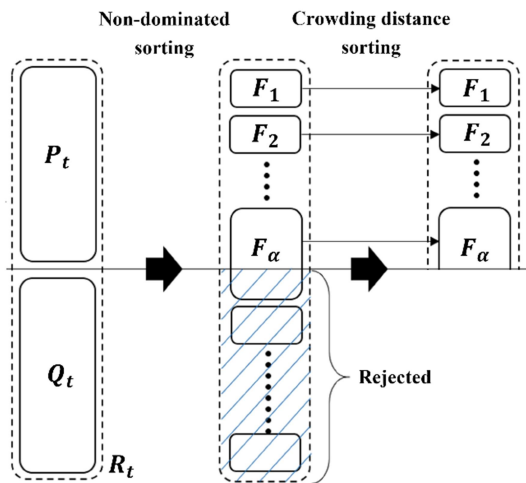 Non-dominated
sorting
Crowding distance
sorting
P_t
F_1
F_1
F_2
F_2
F_α
F_α
Q_t
Rejected
R_t